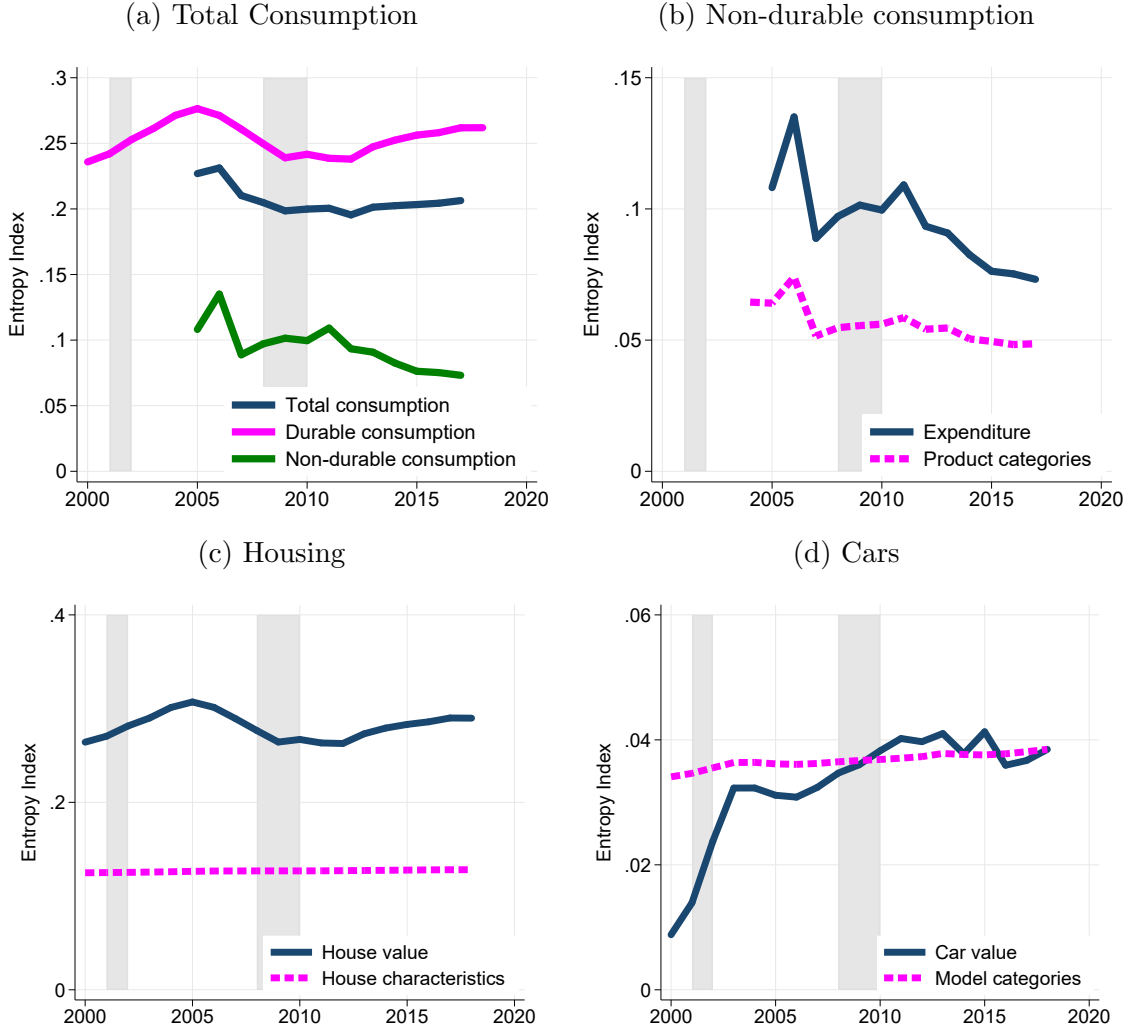 (a) Total Consumption
.3
.25
.2
.15
.1
.05
0
Entropy Index
2000 2005 2010 2015 2020
Total consumption
Durable consumption
Non-durable consumption
(b) Non-durable consumption
.15
.1
.05
0
Entropy Index
2000 2005 2010 2015 2020
Expenditure
Product categories
(c) Housing
.4
.2
0
Entropy Index
2000 2005 2010 2015 2020
House value
House characteristics
(d) Cars
.06
.04
.02
0
Entropy Index
2000 2005 2010 2015 2020
Car value
Model categories